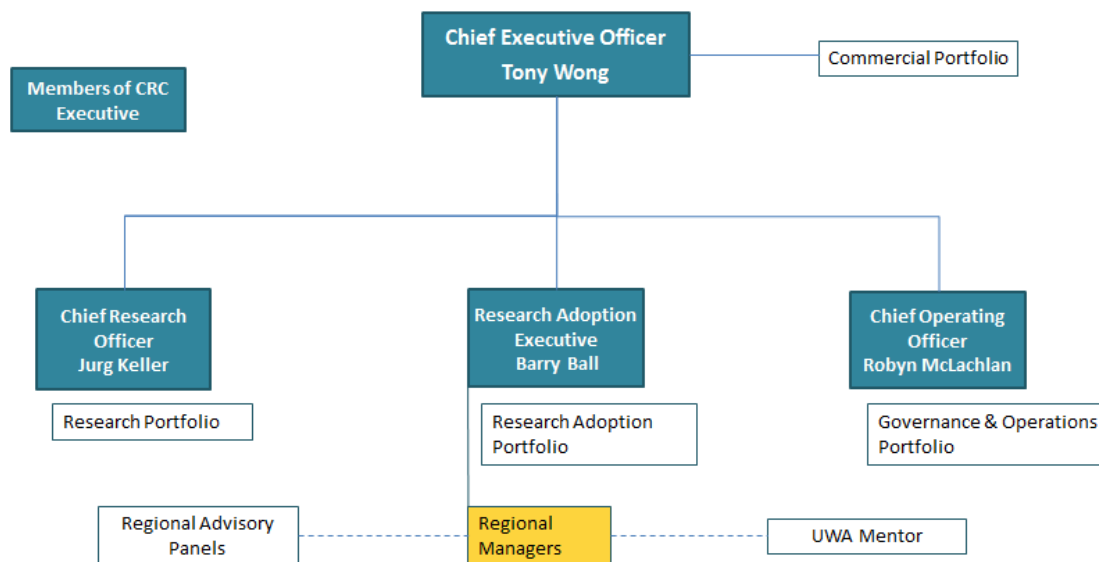 Chief Executive Officer
Tony Wong
Commercial Portfolio
Members of CRC
Executive
Chief Research
Officer
Jurg Keller
Research Adoption
Executive
Barry Ball
Chief Operating
Officer
Robyn McLachlan
Research Portfolio
Research Adoption
Portfolio
Governance & Operations
Portfolio
Regional Advisory
Panels
Regional
Managers
UWA Mentor